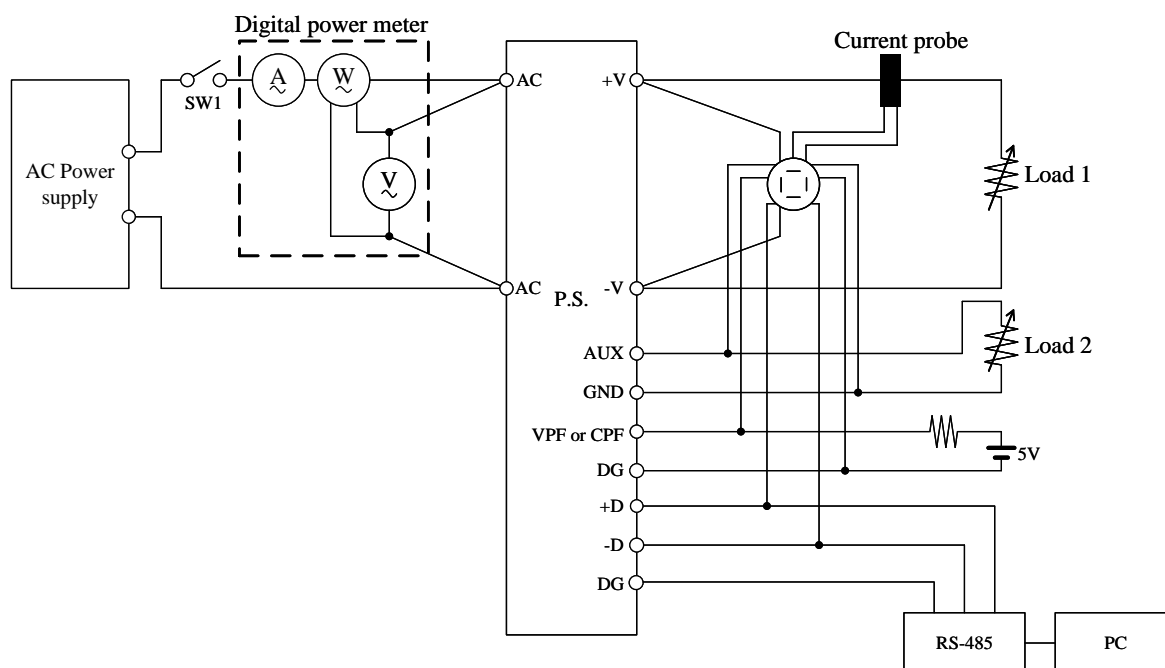 Digital power meter
Current probe
A
W
AC
+V
SW1
AC Power
supply
V
Load 1
AC
-V
P.S.
AUX
Load 2
GND
VPF or CPF
DG
5V
+D
-D
DG
RS-485
PC